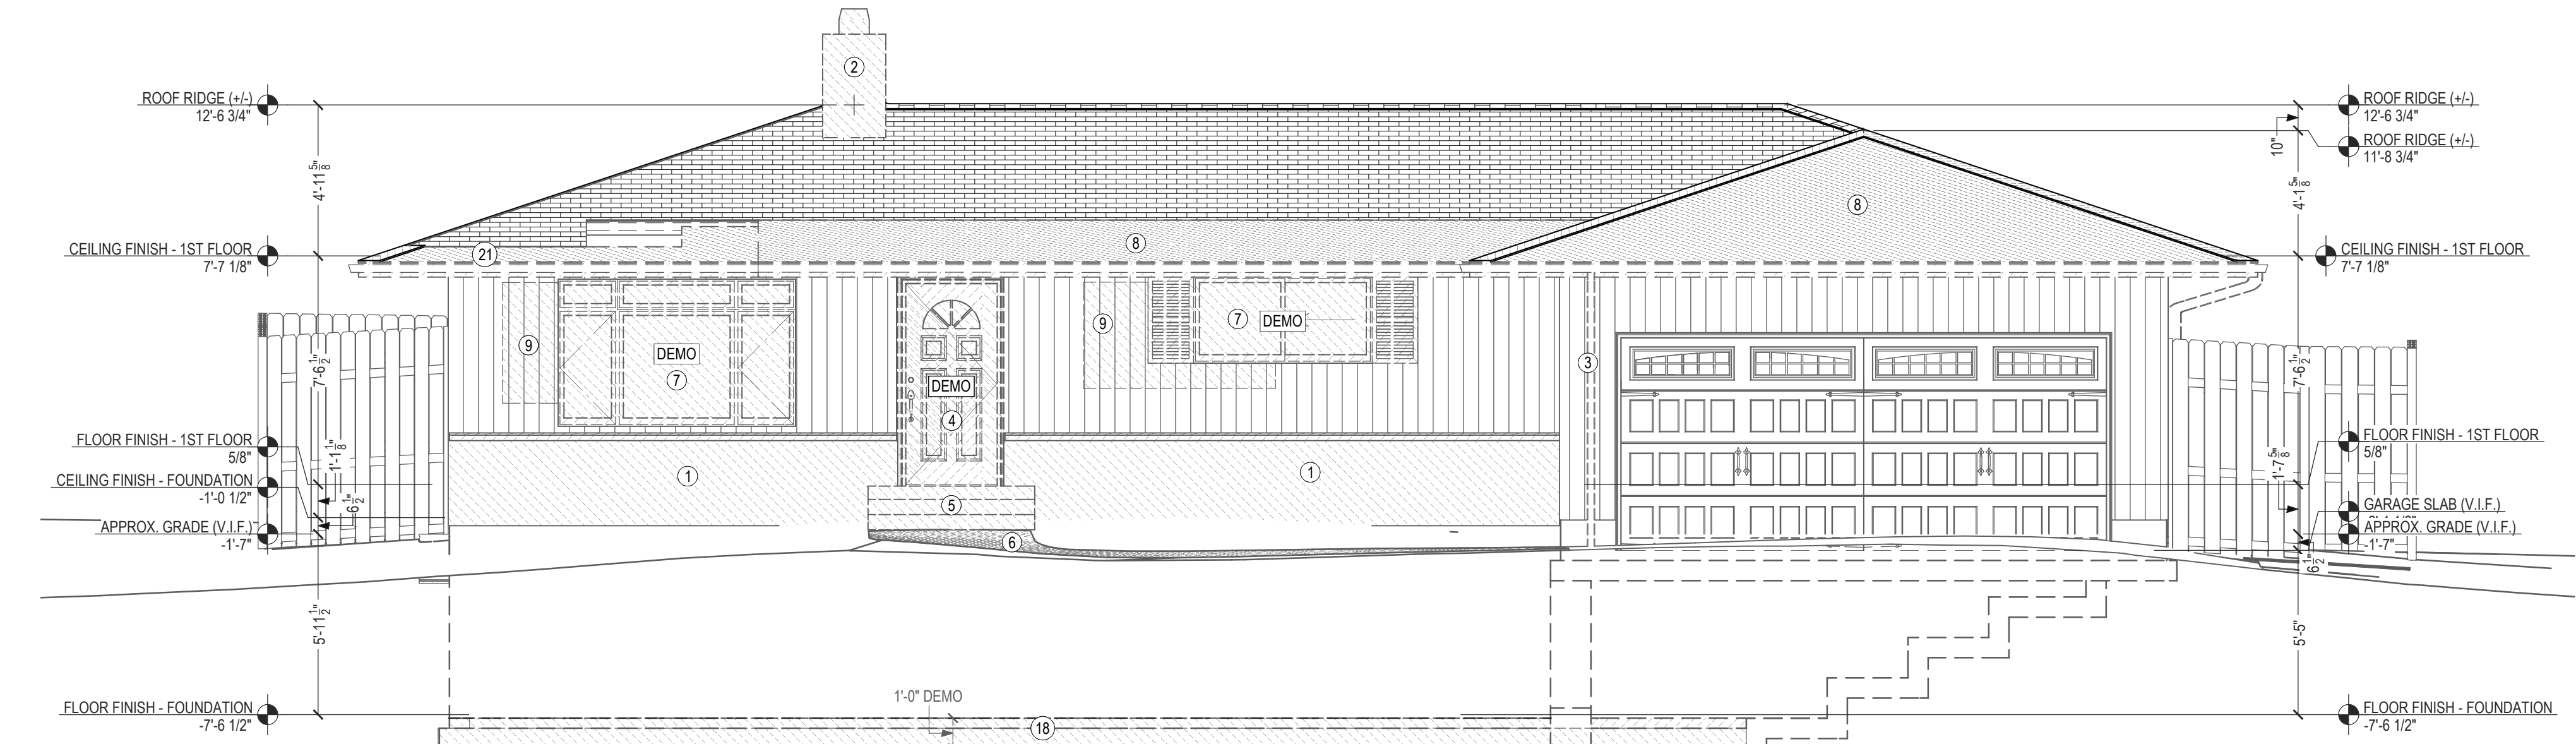 2
ROOF RIDGE (+/-)
12'-6 3/4"
ROOF RIDGE (+/-)
12'-6 3/4"
10"
ROOF RIDGE (+/-)
11'-8 3/4"
4'-11 5/8"
4'-1 5/8"
8
CEILING FINISH - 1ST FLOOR
7'-7 1/8"
21
8
CEILING FINISH - 1ST FLOOR
7'-7 1/8"
9
DEMO
7
DEMO
4
9
7
DEMO
3
7'-6 1/2"
7'-6 1/2"
FLOOR FINISH - 1ST FLOOR
5/8"
1'-1 1/8"
FLOOR FINISH - 1ST FLOOR
5/8"
1
1
CEILING FINISH - FOUNDATION
-1'-0 1/2"
6 1/2"
5
1'-7 5/8"
GARAGE SLAB (V.I.F.)
APPROX. GRADE (V.I.F.)
-1'-7"
APPROX. GRADE (V.I.F.)
-1'-7"
6
6 1/2"
5'-11 1/2"
5'-5"
1'-0" DEMO
FLOOR FINISH - FOUNDATION
-7'-6 1/2"
18
FLOOR FINISH - FOUNDATION
-7'-6 1/2"